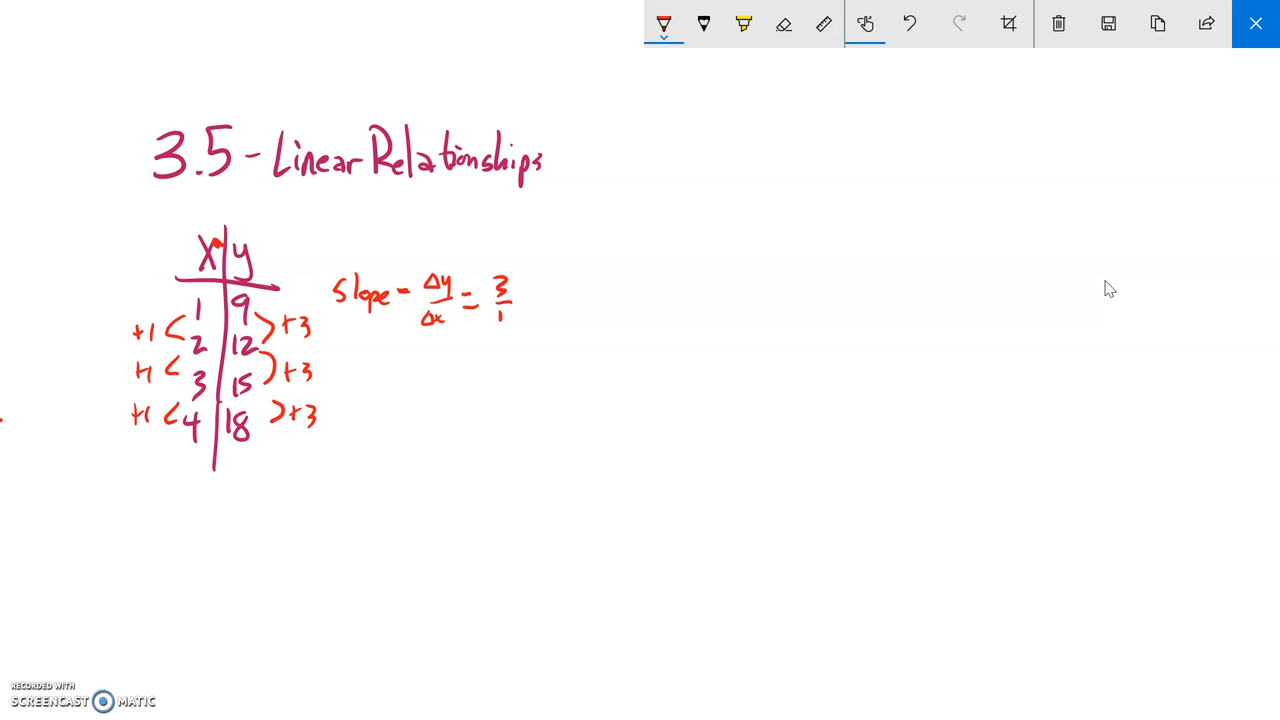 3.5 - Linear Relationships
x y
slope = Δy/Δx = 3/1
1 9
+1 +3
2 12
+1 +3
3 15
+1 +3
4 18
RECORDED WITH
SCREENCAST MATIC